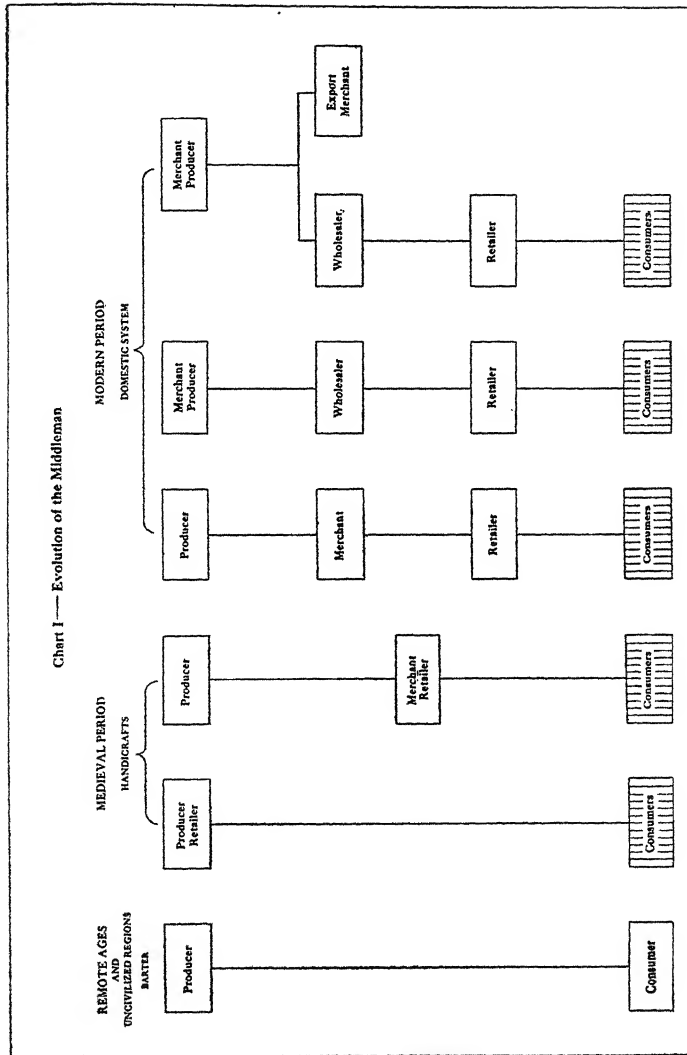 Chart I — Evolution of the Middleman
REMOTE AGES
AND
UNCIVILIZED REGIONS
BARTER
Producer
Consumer
MEDIEVAL PERIOD
HANDICRAFTS
Producer
Retailer
Consumers
Producer
Merchant
Retailer
Consumers
MODERN PERIOD
DOMESTIC SYSTEM
Producer
Merchant
Retailer
Consumers
Merchant
Producer
Wholesaler
Retailer
Consumers
Merchant
Producer
Wholesaler,
Export
Merchant
Retailer
Consumers